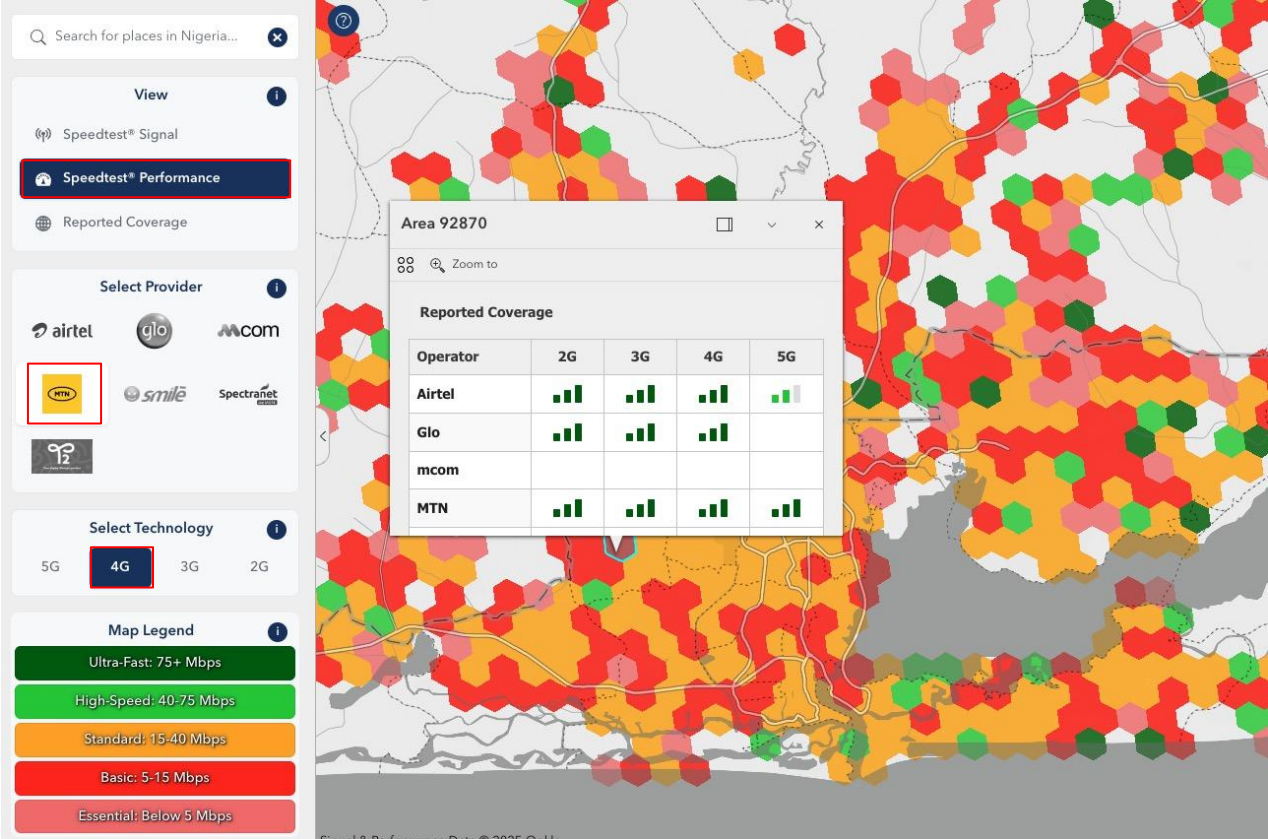 Search for places in Nigeria...
View
Speedtest® Signal
Speedtest® Performance
Reported Coverage
Select Provider
airtel
glo
mcom
MTN
smile
Spectranet
T2
Select Technology
5G 4G 3G 2G
Map Legend
Ultra-Fast: 75+ Mbps
High-Speed: 40-75 Mbps
Standard: 15-40 Mbps
Basic: 5-15 Mbps
Essential: Below 5 Mbps
Area 92870
Zoom to
Reported Coverage
Operator 2G 3G 4G 5G
Airtel
Glo
mcom
MTN